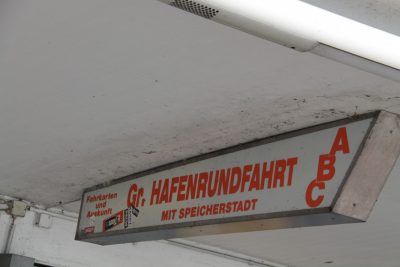 Fahrkarten
und
Auskunft
Gr. HAFENRUNDFAHRT
MIT SPEICHERSTADT
A
B
C